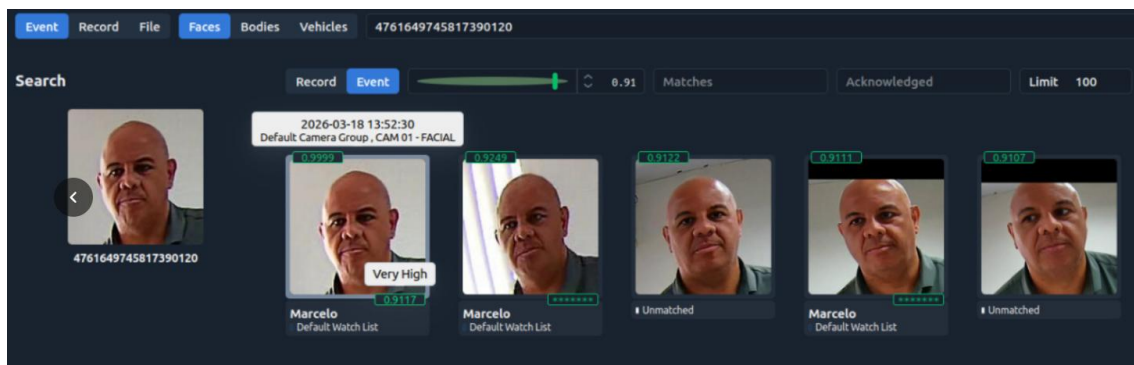 Event Record File Faces Bodies Vehicles 4761649745817390120
Search Record Event 0.91 Matches Acknowledged Limit 100
2026-03-18 13:52:30
Default Camera Group , CAM 01 - FACIAL
0.9999 0.9249 0.9122 0.9111 0.9107
4761649745817390120
Very High
0.9117 ******* *******
Marcelo Marcelo Unmatched Marcelo Unmatched
Default Watch List Default Watch List Default Watch List